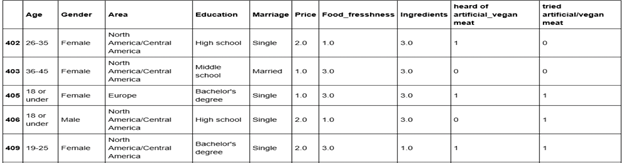 Age Gender Area Education Marriage Price Food_fresshness Ingredients heard of artificial_vegan meat tried artificial/vegan meat
402 26-35 Female North America/Central America High school Single 2.0 1.0 3.0 1 0
403 36-45 Female North America/Central America Middle school Married 1.0 3.0 3.0 0 0
405 18 or under Female Europe Bachelor's degree Single 1.0 3.0 3.0 1 1
406 18 or under Male North America/Central America High school Single 2.0 1.0 3.0 0 1
409 19-25 Female North America/Central America Bachelor's degree Single 2.0 3.0 1.0 1 1